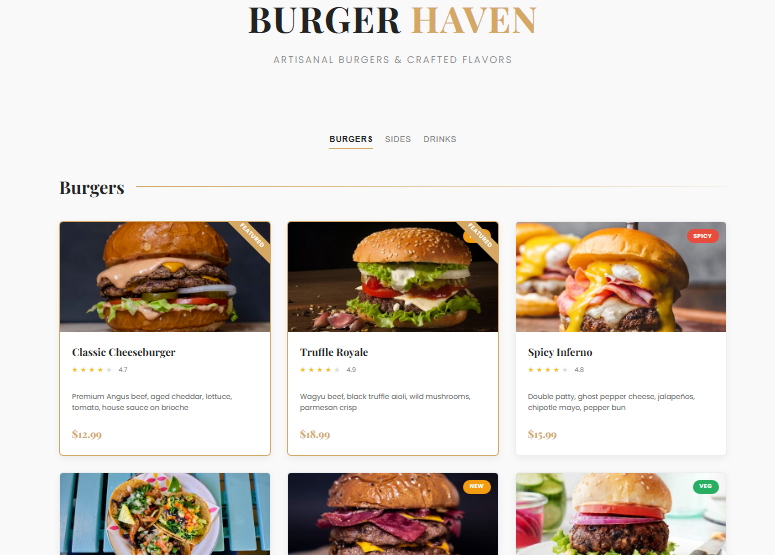 BURGER HAVEN
ARTISANAL BURGERS & CRAFTED FLAVORS
BURGERS SIDES DRINKS
Burgers
FEATURED
FEATURED
SPICY
Classic Cheeseburger
4.7
Premium Angus beef, aged cheddar, lettuce,
tomato, house sauce on brioche
$12.99
Truffle Royale
4.9
Wagyu beef, black truffle aioli, wild mushrooms,
parmesan crisp
$18.99
Spicy Inferno
4.8
Double patty, ghost pepper cheese, jalapeños,
chipotle mayo, pepper bun
$15.99
NEW
VEG